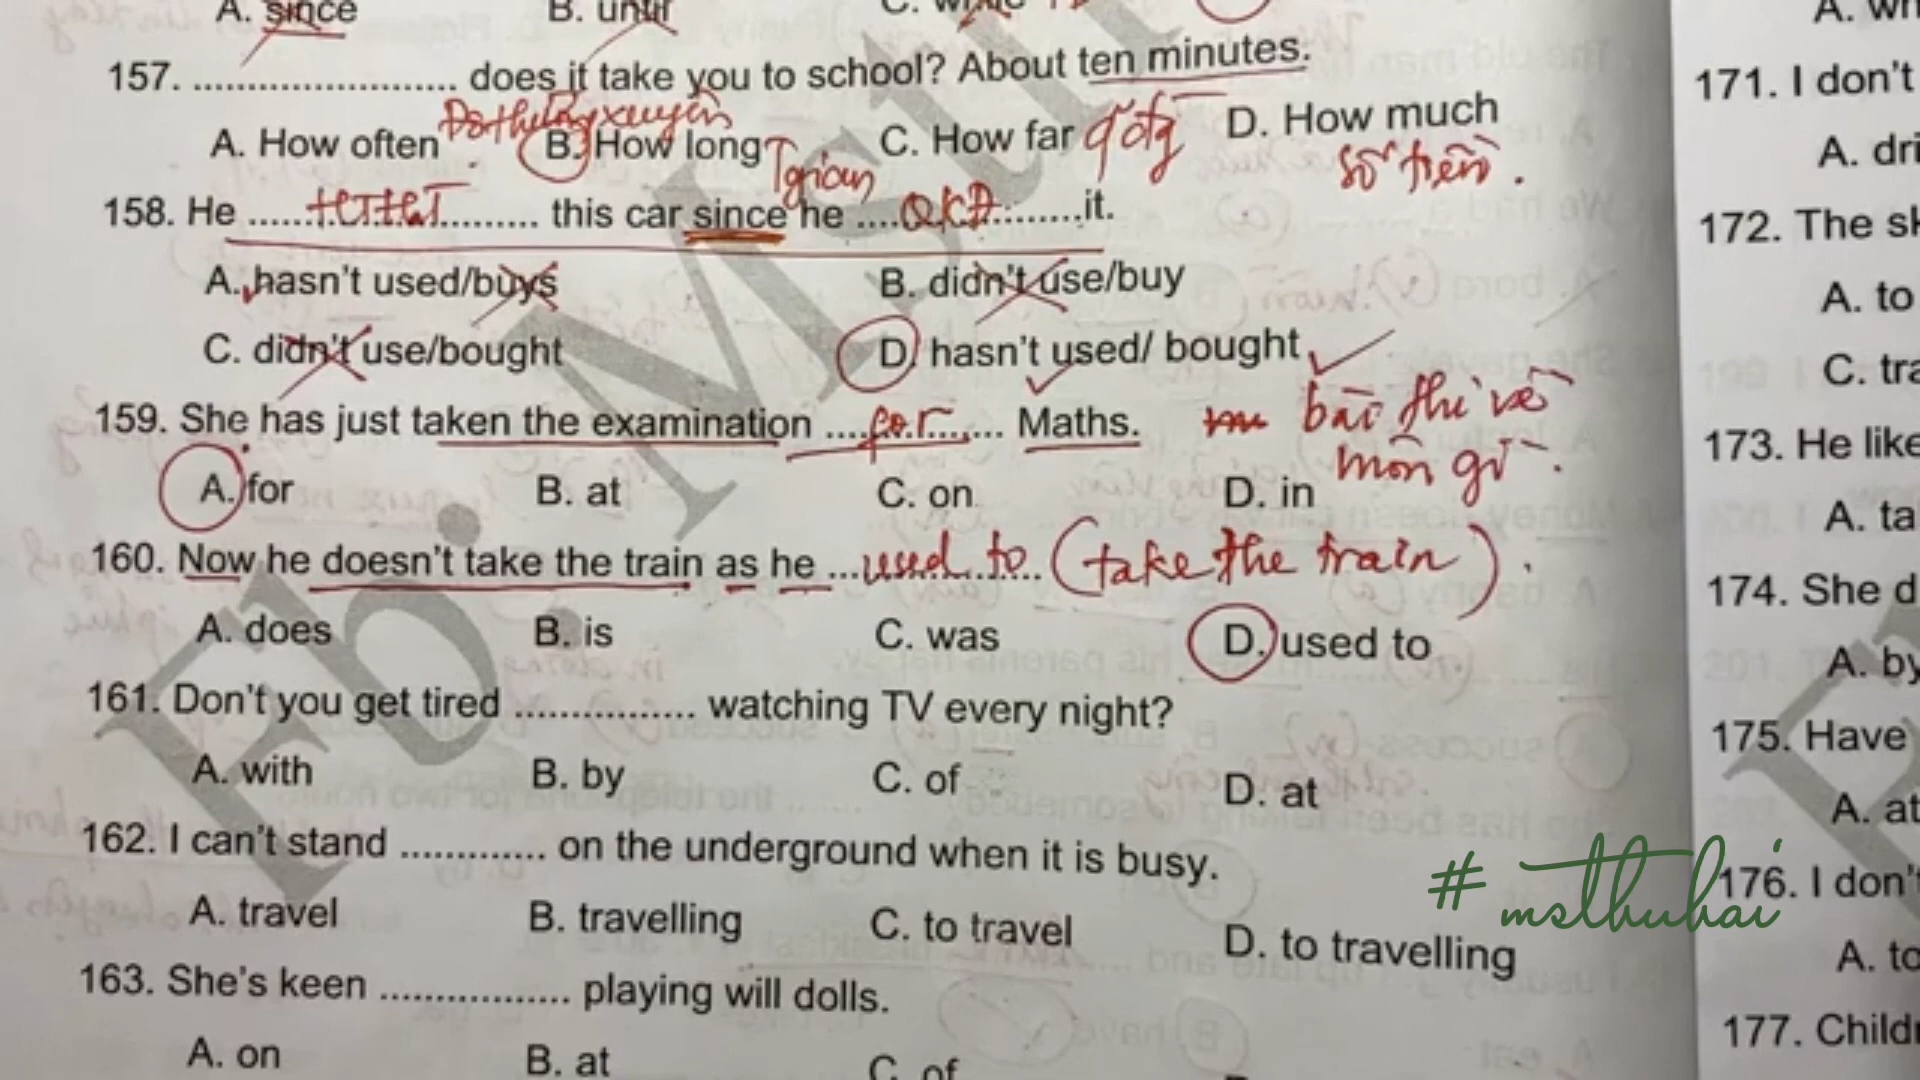 A. since B. until C. while
157. ........................ does it take you to school? About ten minutes.
A. How often B. How long Tgian C. How far D. How much số tiền.
158. He ......HTHT......... this car since he ....QKĐ........it.
A. hasn't used/buys B. didn't use/buy
C. didn't use/bought D. hasn't used/ bought
159. She has just taken the examination ....for...... Maths. bài thi về
môn gì.
A. for B. at C. on D. in
160. Now he doesn't take the train as he ...used to (take the train).
A. does B. is C. was D. used to
161. Don't you get tired ................ watching TV every night?
A. with B. by C. of D. at
162. I can't stand ............. on the underground when it is busy.
A. travel B. travelling C. to travel D. to travelling
163. She's keen ................. playing will dolls.
A. on B. at C. of
Fb: Ms
# msthuhai
171. I don't
A. dri
172. The sk
A. to
C. tra
173. He like
A. ta
174. She d
A. by
175. Have
A. at
176. I don't
A. to
177. Childr